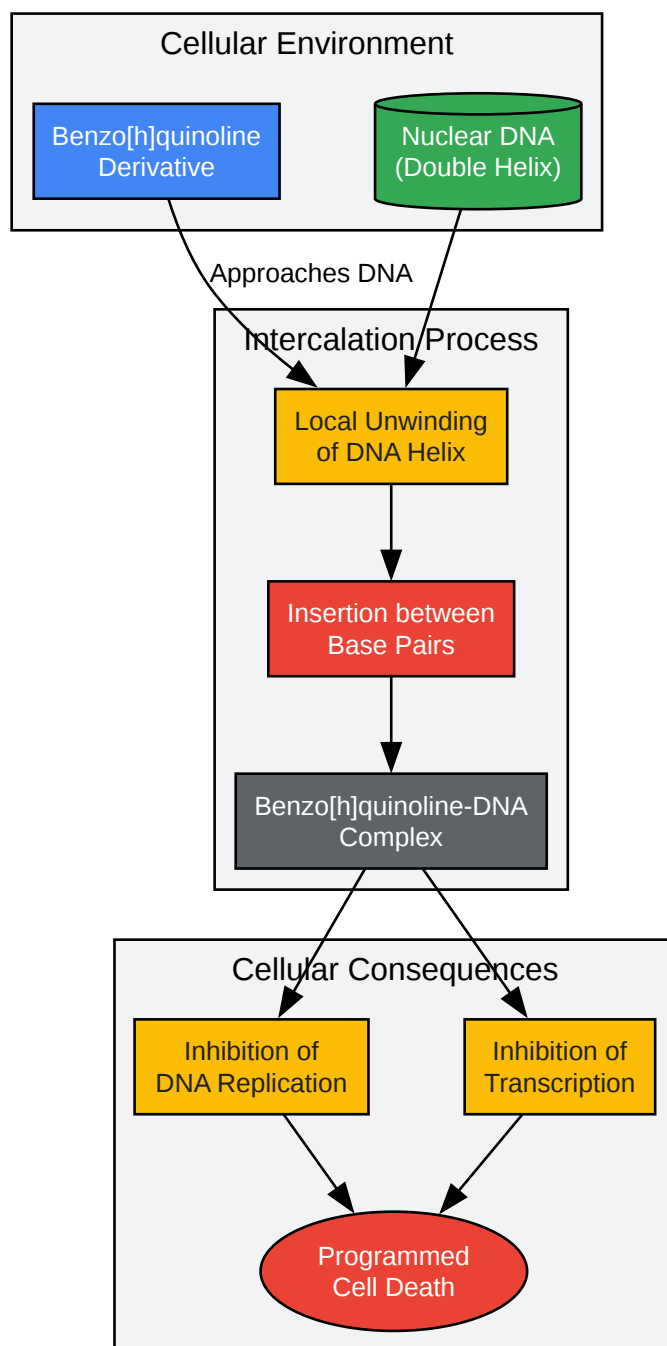 Cellular Environment
Benzo[h]quinoline
Derivative
Nuclear DNA
(Double Helix)
Approaches DNA
Intercalation Process
Local Unwinding
of DNA Helix
Insertion between
Base Pairs
Benzo[h]quinoline-DNA
Complex
Cellular Consequences
Inhibition of
DNA Replication
Inhibition of
Transcription
Programmed
Cell Death